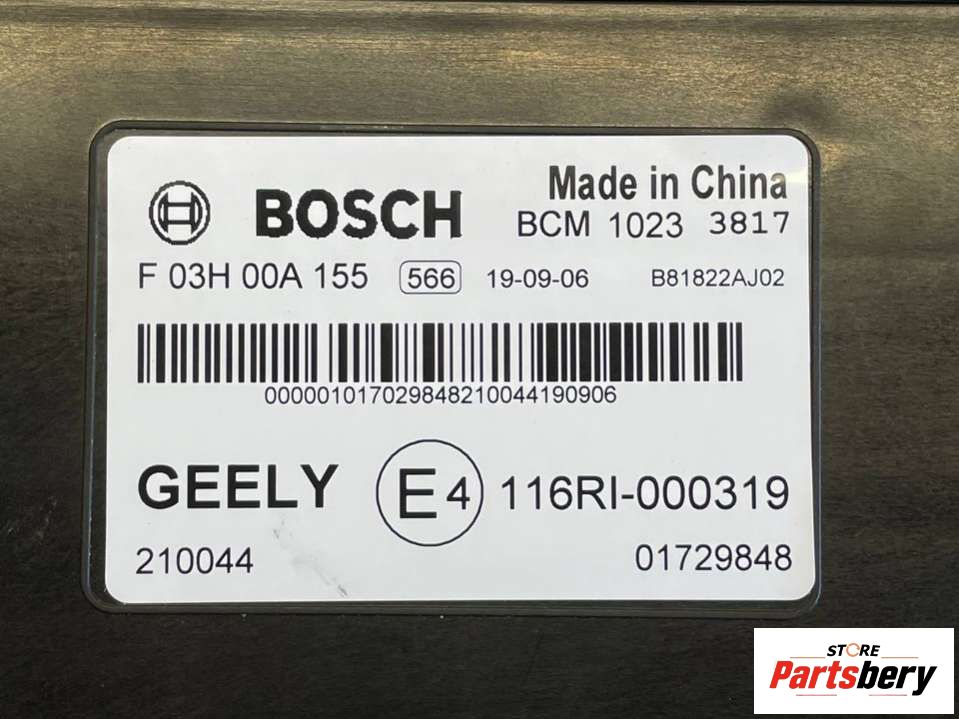 BOSCH
Made in China
BCM 1023 3817
F 03H 00A 155 566 19-09-06 B81822AJ02
000001017029848210044190906
GEELY E4 116RI-000319
210044 01729848
STORE
Partsbery